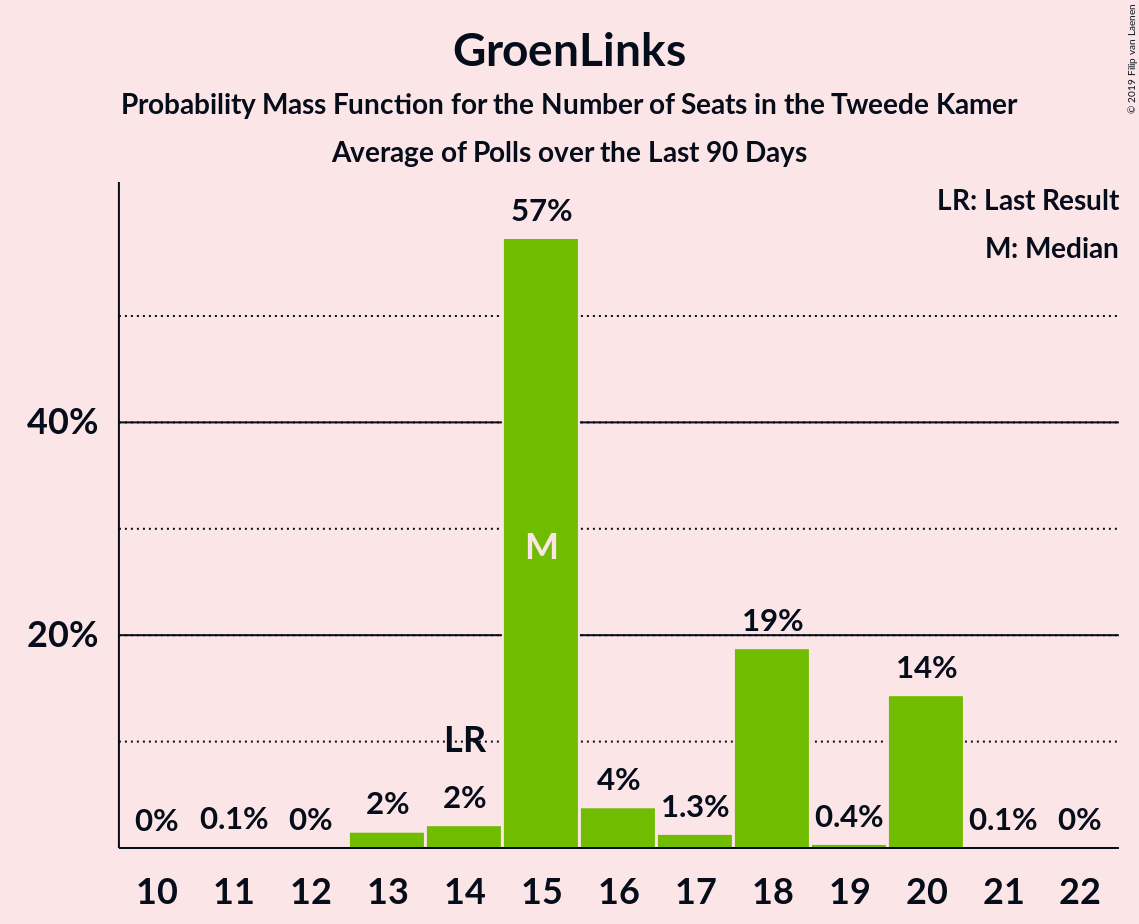 GroenLinks
Probability Mass Function for the Number of Seats in the Tweede Kamer
Average of Polls over the Last 90 Days
© 2019 Filip van Laenen
LR: Last Result
M: Median
57%
40%
M
20%
19%
14%
LR
0%
0.1%
0%
2%
2%
4%
1.3%
0.4%
0.1%
0%
10 11 12 13 14 15 16 17 18 19 20 21 22